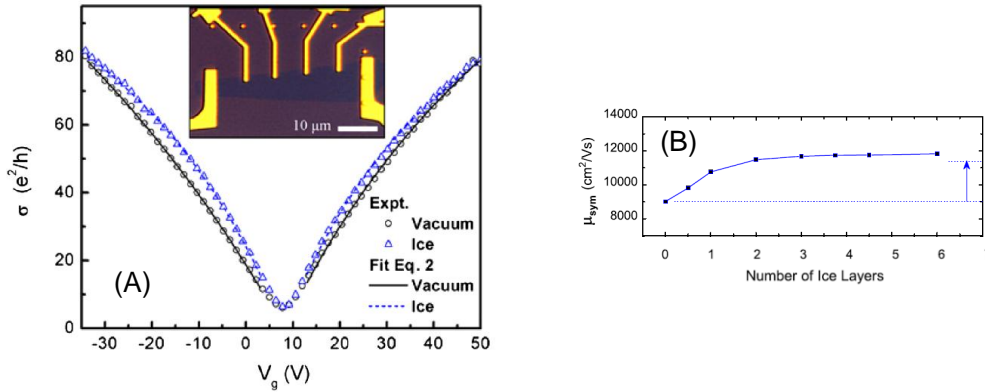 80
60
40
20
0
σ (e²/h)
-30 -20 -10 0 10 20 30 40 50
V_g (V)
10 μm
(A)
Expt.
Vacuum
Ice
Fit Eq. 2
Vacuum
Ice
(B)
14000
12000
10000
8000
μ_sym (cm²/Vs)
0 1 2 3 4 5 6
Number of Ice Layers